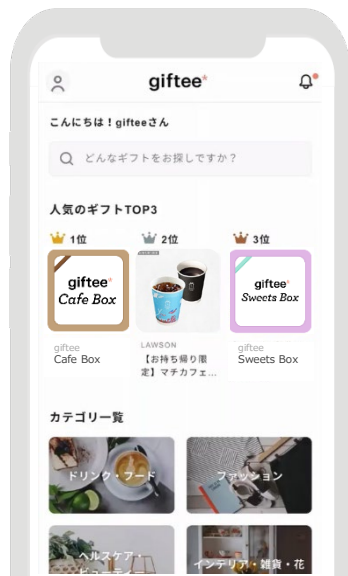 giftee*
こんにちは！gifteeさん
どんなギフトをお探しですか？
人気のギフトTOP3
1位
2位
3位
giftee*
Cafe Box
giftee*
Sweets Box
giftee
Cafe Box
LAWSON
【お持ち帰り限
定】マチカフェ...
giftee
Sweets Box
カテゴリ一覧
ドリンク・フード
ファッション
ヘルスケア・
ビューティー
インテリア・雑貨・花